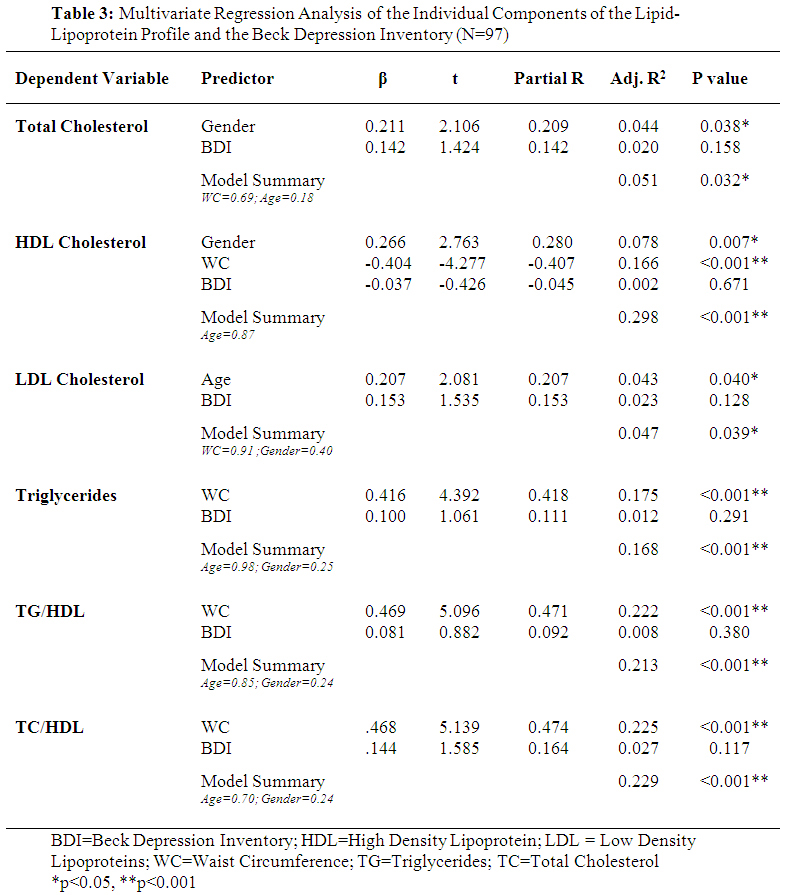 Table 3: Multivariate Regression Analysis of the Individual Components of the Lipid-
Lipoprotein Profile and the Beck Depression Inventory (N=97)
Dependent Variable Predictor β t Partial R Adj. R² P value
Total Cholesterol Gender 0.211 2.106 0.209 0.044 0.038*
BDI 0.142 1.424 0.142 0.020 0.158
Model Summary 0.051 0.032*
WC=0.69; Age=0.18
HDL Cholesterol Gender 0.266 2.763 0.280 0.078 0.007*
WC -0.404 -4.277 -0.407 0.166 <0.001**
BDI -0.037 -0.426 -0.045 0.002 0.671
Model Summary 0.298 <0.001**
Age=0.87
LDL Cholesterol Age 0.207 2.081 0.207 0.043 0.040*
BDI 0.153 1.535 0.153 0.023 0.128
Model Summary 0.047 0.039*
WC=0.91 ;Gender=0.40
Triglycerides WC 0.416 4.392 0.418 0.175 <0.001**
BDI 0.100 1.061 0.111 0.012 0.291
Model Summary 0.168 <0.001**
Age=0.98; Gender=0.25
TG/HDL WC 0.469 5.096 0.471 0.222 <0.001**
BDI 0.081 0.882 0.092 0.008 0.380
Model Summary 0.213 <0.001**
Age=0.85; Gender=0.24
TC/HDL WC .468 5.139 0.474 0.225 <0.001**
BDI .144 1.585 0.164 0.027 0.117
Model Summary 0.229 <0.001**
Age=0.70; Gender=0.24
BDI=Beck Depression Inventory; HDL=High Density Lipoprotein; LDL = Low Density
Lipoproteins; WC=Waist Circumference; TG=Triglycerides; TC=Total Cholesterol
*p<0.05, **p<0.001